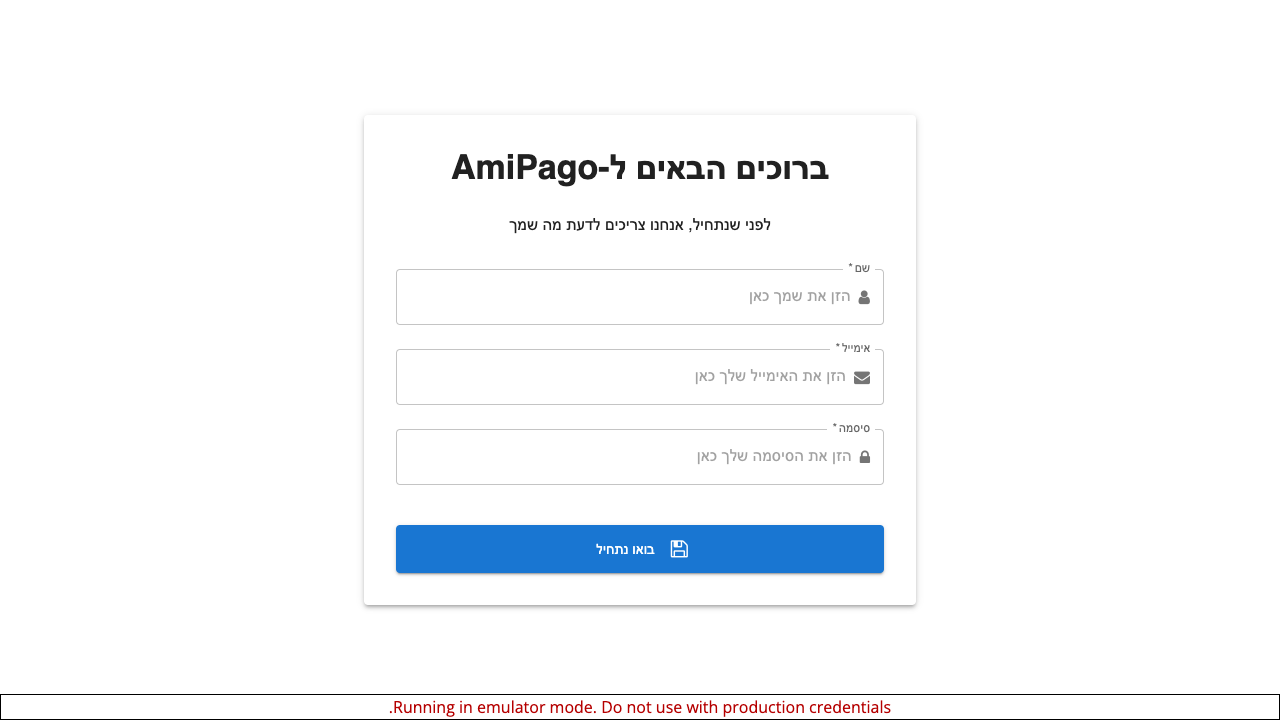 ברוכים הבאים ל-AmiPago
לפני שנתחיל, אנחנו צריכים לדעת מה שמך
שם *
הזן את שמך כאן
אימייל *
הזן את האימייל שלך כאן
סיסמה *
הזן את הסיסמה שלך כאן
בואו נתחיל
.Running in emulator mode. Do not use with production credentials